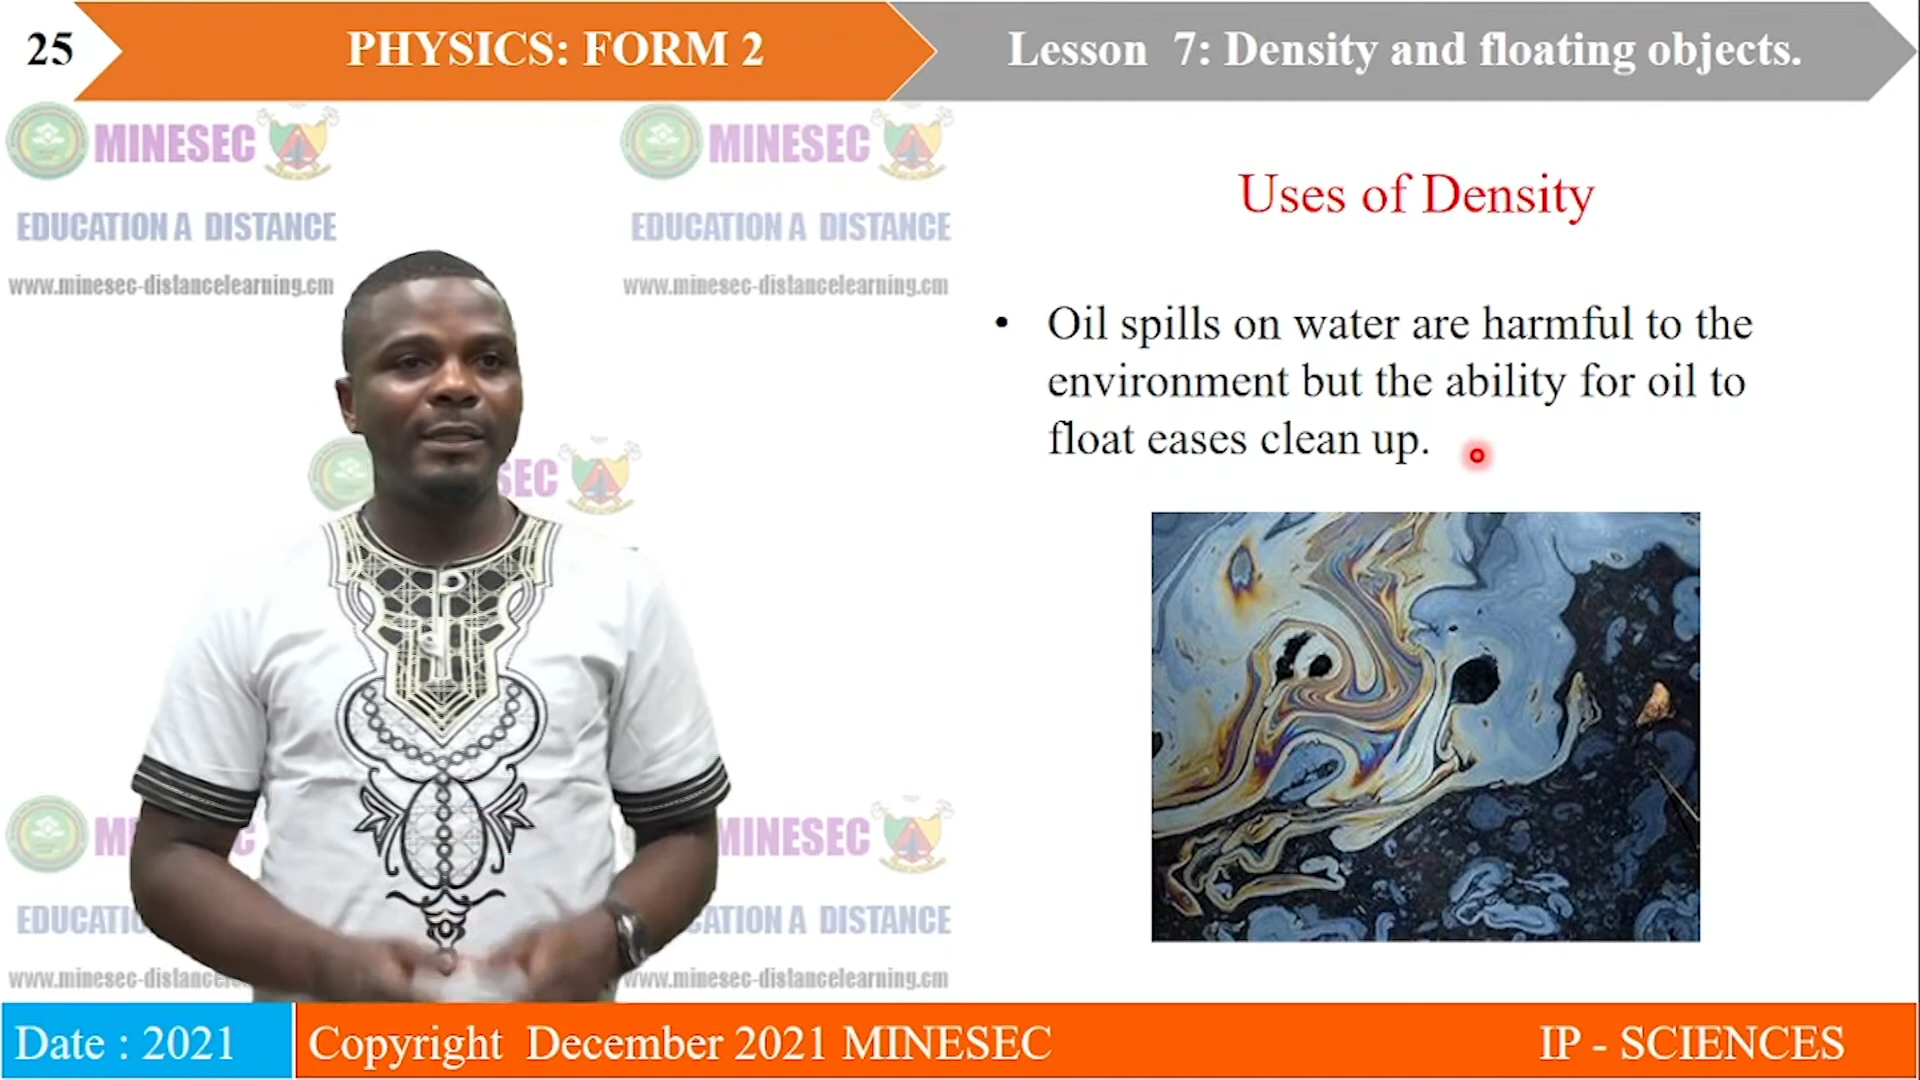 25
PHYSICS: FORM 2
Lesson 7: Density and floating objects.
MINESEC
MINESEC
EDUCATION A DISTANCE
EDUCATION A DISTANCE
www.minesec-distancelearning.cm
www.minesec-distancelearning.cm
Uses of Density
• Oil spills on water are harmful to the
environment but the ability for oil to
float eases clean up.
SEC
MINESEC
EDUCATION A DISTANCE
www.minesec-distancelearning.cm
Date : 2021
Copyright December 2021 MINESEC
IP - SCIENCES